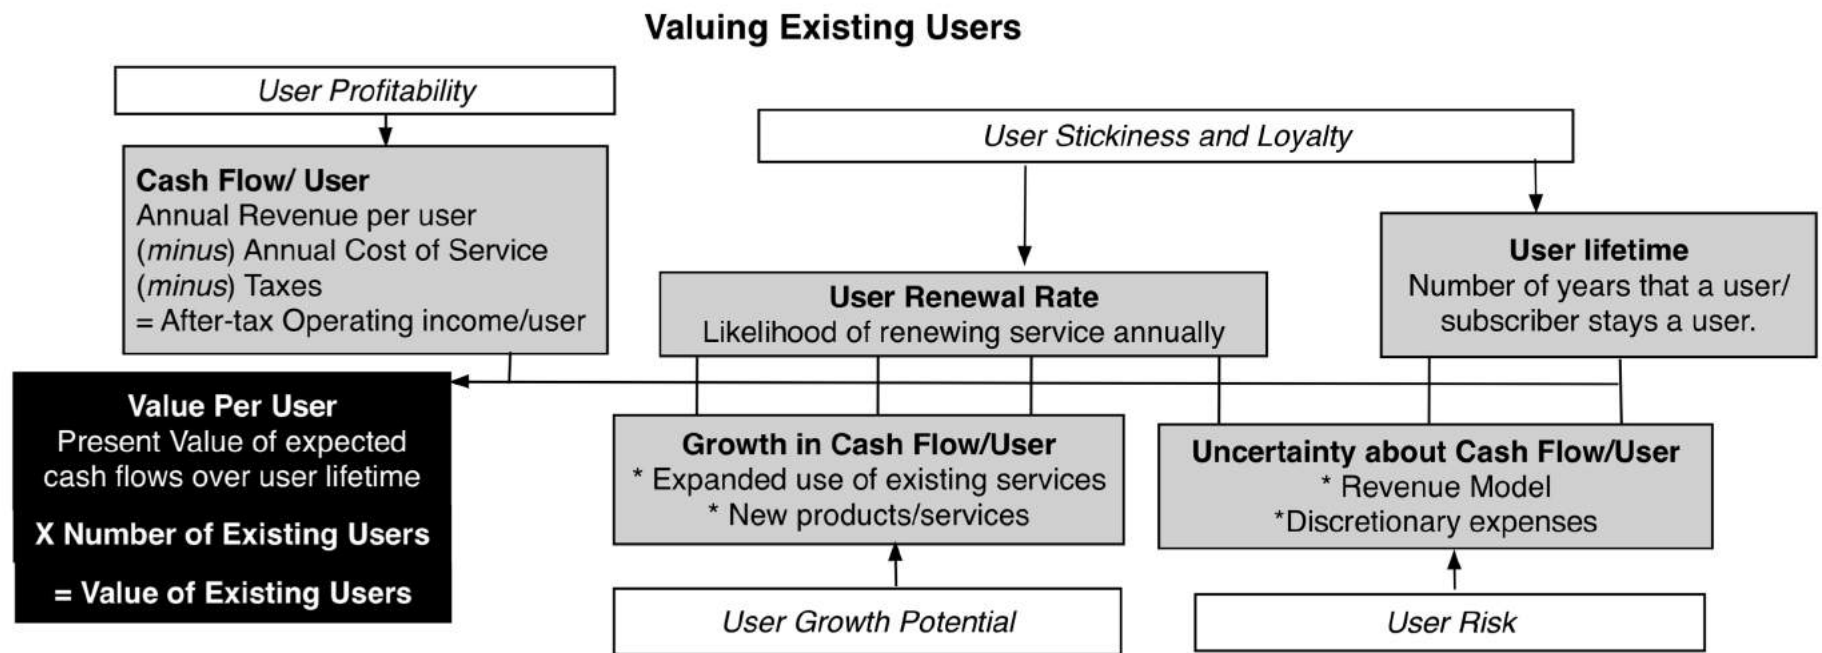 Valuing Existing Users
User Profitability
User Stickiness and Loyalty
Cash Flow/ User
Annual Revenue per user
(minus) Annual Cost of Service
(minus) Taxes
= After-tax Operating income/user
User Renewal Rate
Likelihood of renewing service annually
User lifetime
Number of years that a user/
subscriber stays a user.
Value Per User
Present Value of expected
cash flows over user lifetime
X Number of Existing Users
= Value of Existing Users
Growth in Cash Flow/User
* Expanded use of existing services
* New products/services
Uncertainty about Cash Flow/User
* Revenue Model
*Discretionary expenses
User Growth Potential
User Risk